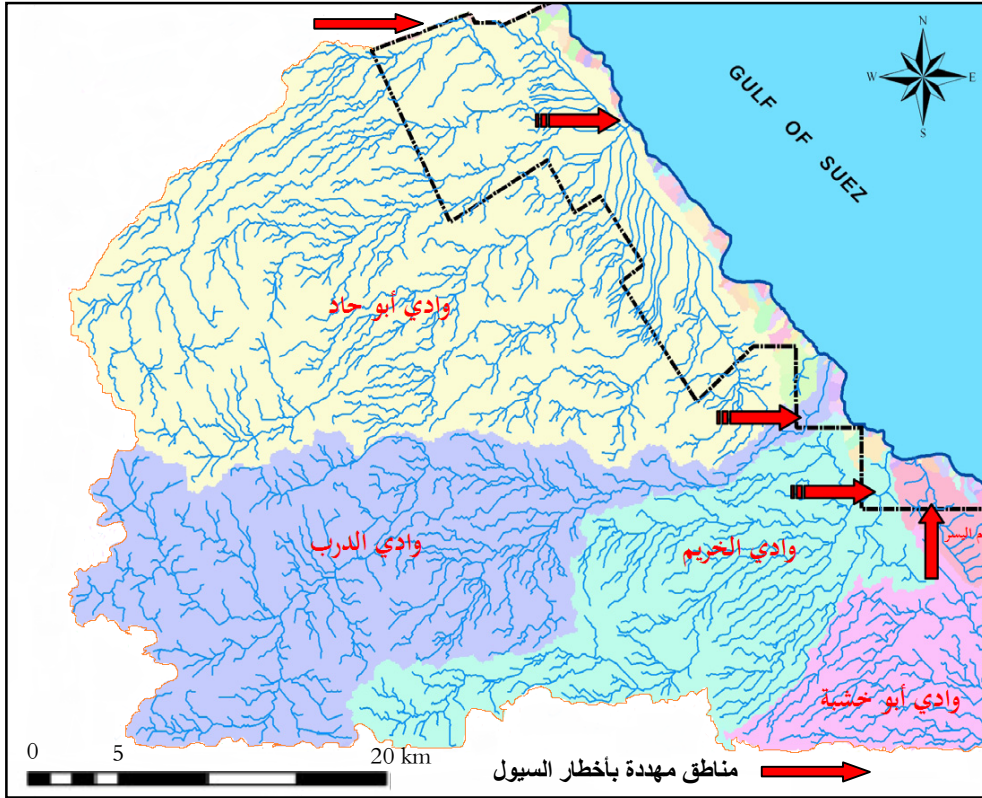 N
W
E
S
GULF OF SUEZ
وادي أبو حاد
وادي الدرب
وادي الخريم
م/اليسر
وادي أبو خشبة
0
5
20 km
مناطق مهددة بأخطار السيول